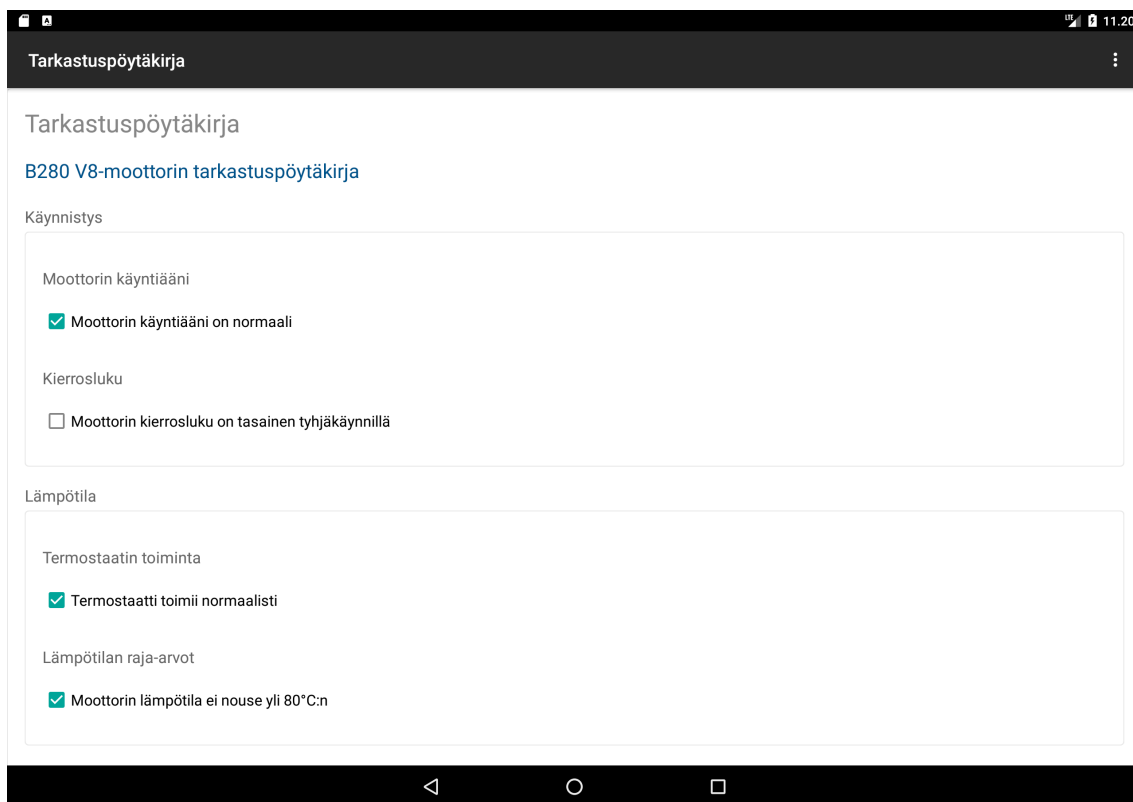 LTE 11.20
Tarkastuspöytäkirja
Tarkastuspöytäkirja
B280 V8-moottorin tarkastuspöytäkirja
Käynnistys
Moottorin käyntiääni
Moottorin käyntiääni on normaali
Kierrosluku
Moottorin kierrosluku on tasainen tyhjäkäynnillä
Lämpötila
Termostaatin toiminta
Termostaatti toimii normaalisti
Lämpötilan raja-arvot
Moottorin lämpötila ei nouse yli 80°C:n